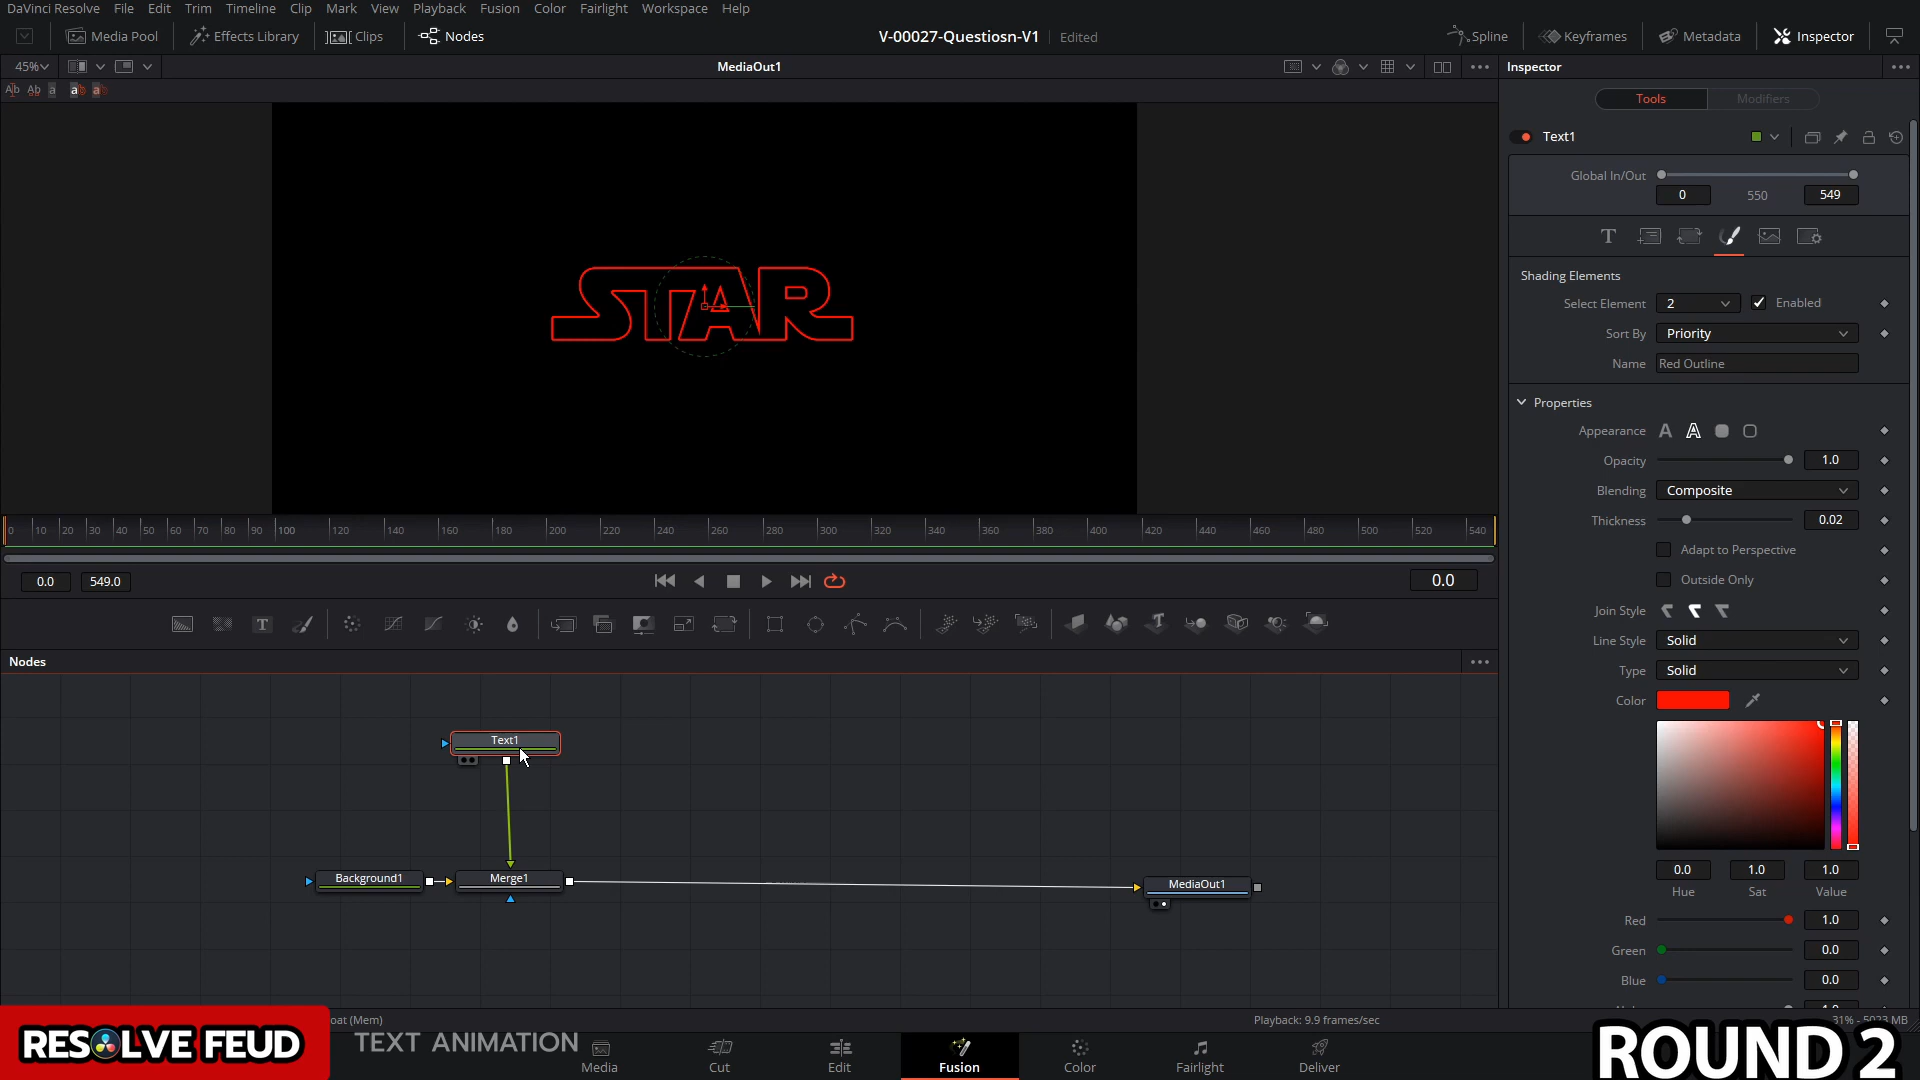 DaVinci Resolve File Edit Trim Timeline Clip Mark View Playback Fusion Color Fairlight Workspace Help
Media Pool Effects Library Clips Nodes V-00027-Questiosn-V1 Edited Spline Keyframes Metadata Inspector
45% MediaOut1 Inspector
Tools Modifiers
Text1
Global In/Out
0 550 549
Shading Elements
Select Element 2 Enabled
Sort By Priority
Name Red Outline
Properties
Appearance
Opacity 1.0
Blending Composite
Thickness 0.02
Adapt to Perspective
Outside Only
Join Style
Line Style Solid
Type Solid
Color
0.0 1.0 1.0
Hue Sat Value
Red 1.0
Green 0.0
Blue 0.0
STAR
0 10 20 30 40 50 60 70 80 90 100 120 140 160 180 200 220 240 260 280 300 320 340 360 380 400 420 440 460 480 500 520 540
0.0 549.0 0.0
Nodes
Text1
Background1 Merge1 MediaOut1
oat (Mem) Playback: 9.9 frames/sec 31% - 5023 MB
RESOLVE FEUD TEXT ANIMATION ROUND 2
Media Cut Edit Fusion Color Fairlight Deliver